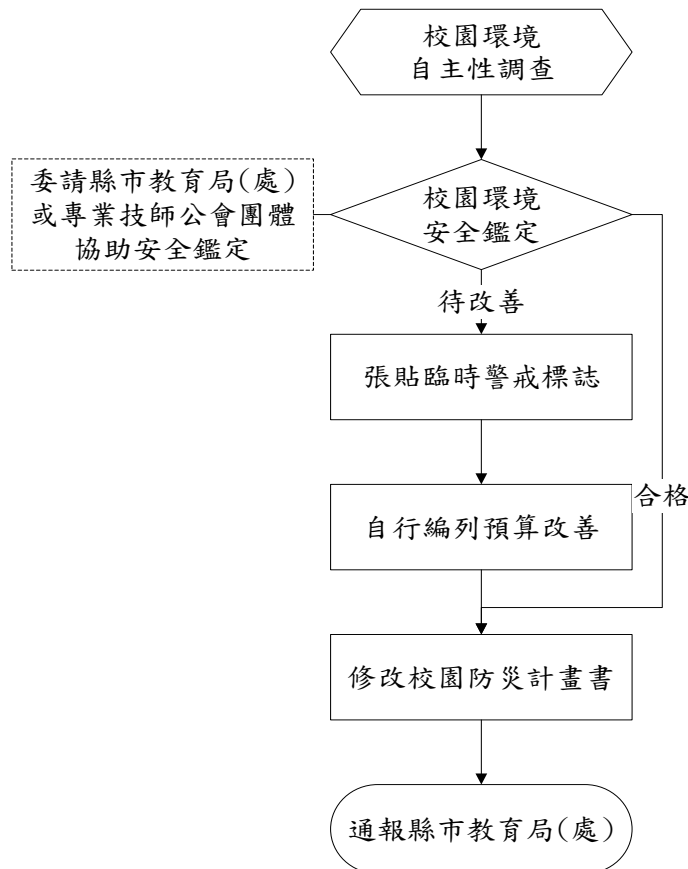 校園環境
自主性調查
委請縣市教育局(處)
或專業技師公會團體
協助安全鑑定
校園環境
安全鑑定
待改善
張貼臨時警戒標誌
自行編列預算改善
合格
修改校園防災計畫書
通報縣市教育局(處)